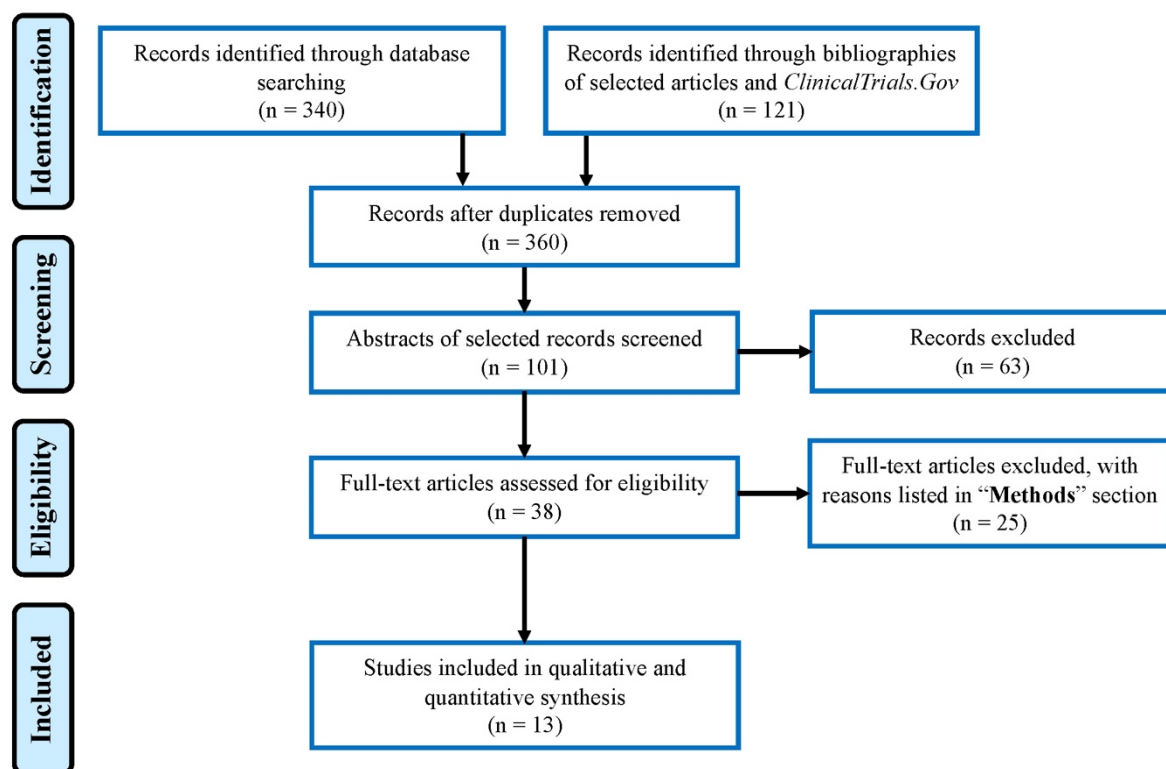 Identification
Records identified through database
searching
(n = 340)
Records identified through bibliographies
of selected articles and ClinicalTrials.Gov
(n = 121)
Records after duplicates removed
(n = 360)
Screening
Abstracts of selected records screened
(n = 101)
Records excluded
(n = 63)
Eligibility
Full-text articles assessed for eligibility
(n = 38)
Full-text articles excluded, with
reasons listed in “Methods” section
(n = 25)
Included
Studies included in qualitative and
quantitative synthesis
(n = 13)